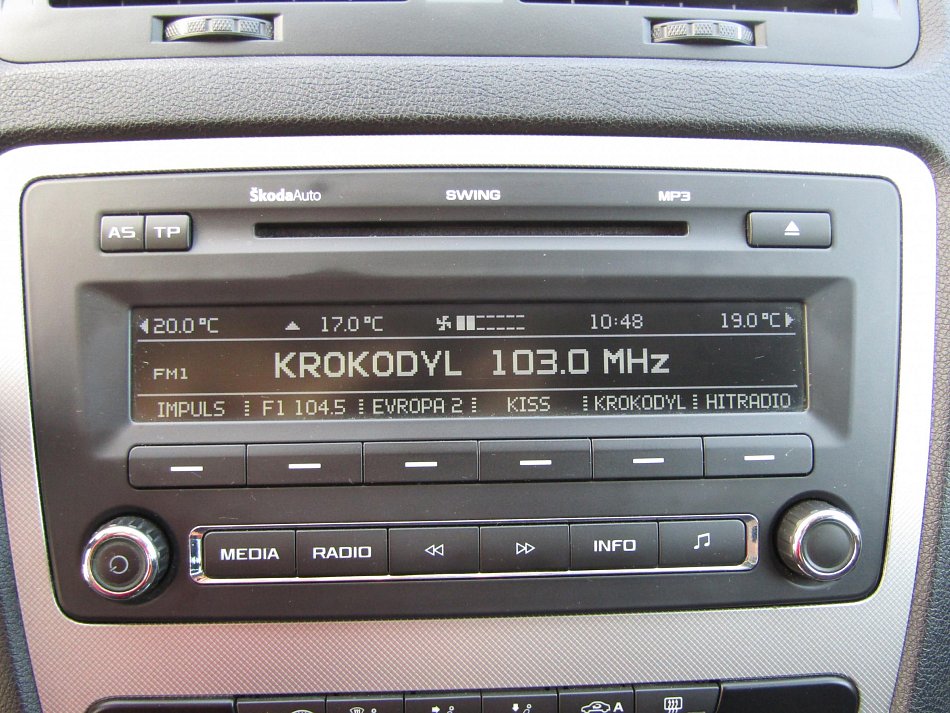 ŠkodaAuto SWING MP3
AS TP
20.0°C 17.0°C 10:48 19.0°C
FM1 KROKODYL 103.0 MHz
IMPULS F1 104.5 EVROPA 2 KISS KROKODYL HITRADIO
MEDIA RADIO INFO
A